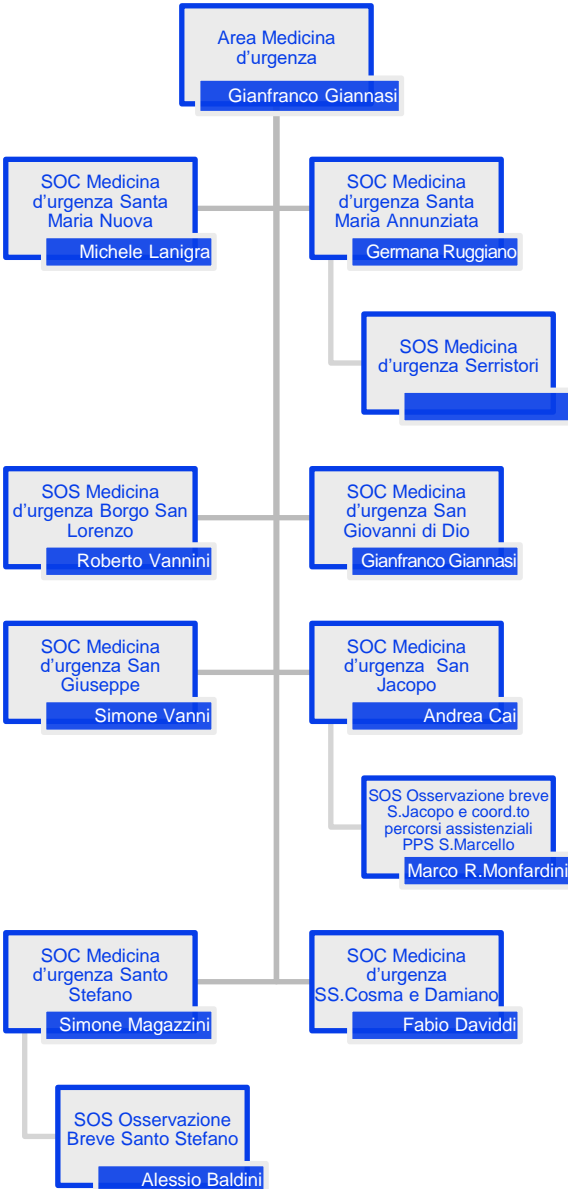 Area Medicina
d'urgenza
Gianfranco Giannasi
SOC Medicina
d'urgenza Santa
Maria Nuova
Michele Lanigra
SOC Medicina
d'urgenza Santa
Maria Annunziata
Germana Ruggiano
SOS Medicina
d'urgenza Serristori
SOS Medicina
d'urgenza Borgo San
Lorenzo
Roberto Vannini
SOC Medicina
d'urgenza San
Giovanni di Dio
Gianfranco Giannasi
SOC Medicina
d'urgenza San
Giuseppe
Simone Vanni
SOC Medicina
d'urgenza San
Jacopo
Andrea Cai
SOS Osservazione breve
S.Jacopo e coord.to
percorsi assistenziali
PPS S.Marcello
Marco R.Monfardini
SOC Medicina
d'urgenza Santo
Stefano
Simone Magazzini
SOC Medicina
d'urgenza
SS.Cosma e Damiano
Fabio Daviddi
SOS Osservazione
Breve Santo Stefano
Alessio Baldini